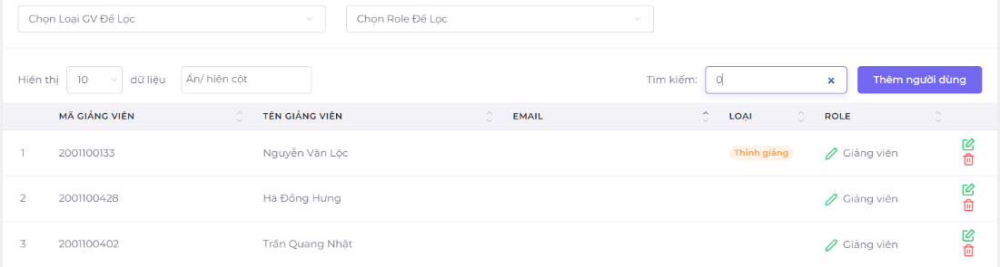 Chọn Loại GV Để Lọc Chọn Role Để Lọc
Hiển thị 10 dữ liệu Ẩn/ hiện cột Tìm kiếm: 0 Thêm người dùng
MÃ GIẢNG VIÊN TÊN GIẢNG VIÊN EMAIL LOẠI ROLE
1 2001100133 Nguyễn Văn Lộc Thỉnh giảng Giảng viên
2 2001100428 Hà Đồng Hưng Giảng viên
3 2001100402 Trần Quang Nhật Giảng viên